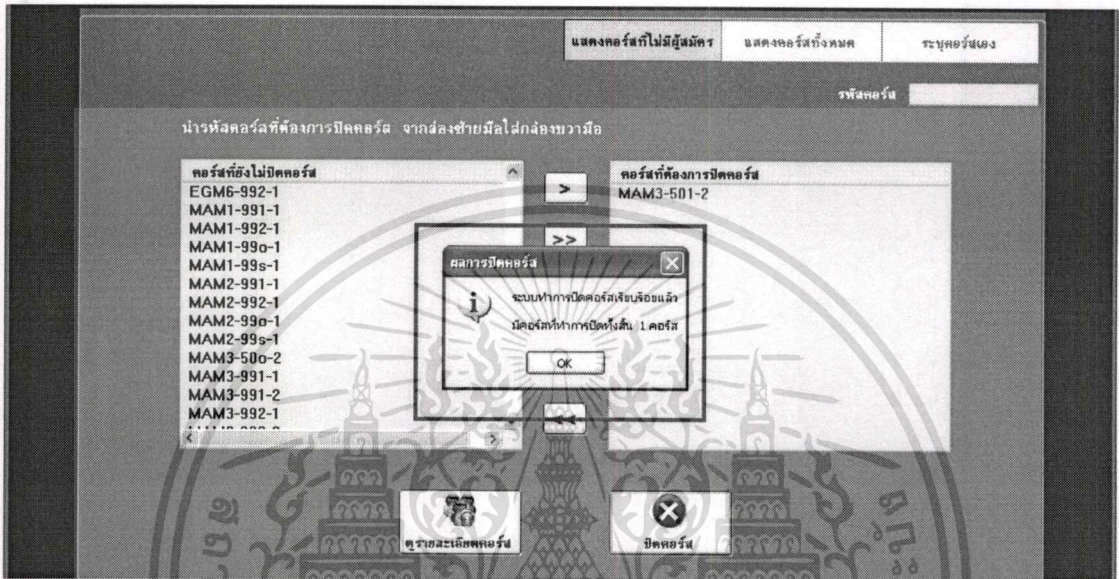 แสดงคอร์สที่ไม่มีผู้สมัคร
แสดงคอร์สทั้งหมด
ระบุคอร์สเอง
รหัสคอร์ส
นำรหัสคอร์สที่ต้องการปิดคอร์ส จากล่องซ้ายมือใส่กล่องขวามือ
คอร์สที่ยังไม่ปิดคอร์ส
EGM6-992-1
MAM1-991-1
MAM1-992-1
MAM1-99o-1
MAM1-99s-1
MAM2-991-1
MAM2-992-1
MAM2-99o-1
MAM2-99s-1
MAM3-50o-2
MAM3-991-1
MAM3-991-2
MAM3-992-1
>
>>
<<
คอร์สที่ต้องการปิดคอร์ส
MAM3-501-2
ผลการปิดคอร์ส
ระบบทำการปิดคอร์สเรียบร้อยแล้ว
มีคอร์สที่ทำการปิดทั้งสิ้น 1 คอร์ส
OK
ดูรายละเอียดคอร์ส
ปิดคอร์ส